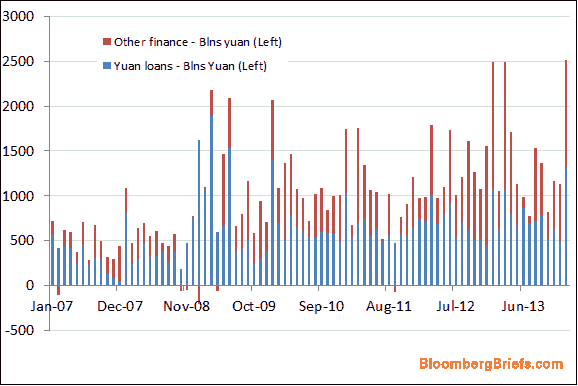 3000
2500
2000
1500
1000
500
0
-500
Other finance - Blns yuan (Left)
Yuan loans - Blns Yuan (Left)
Jan-07 Dec-07 Nov-08 Oct-09 Sep-10 Aug-11 Jul-12 Jun-13
BloombergBriefs.com